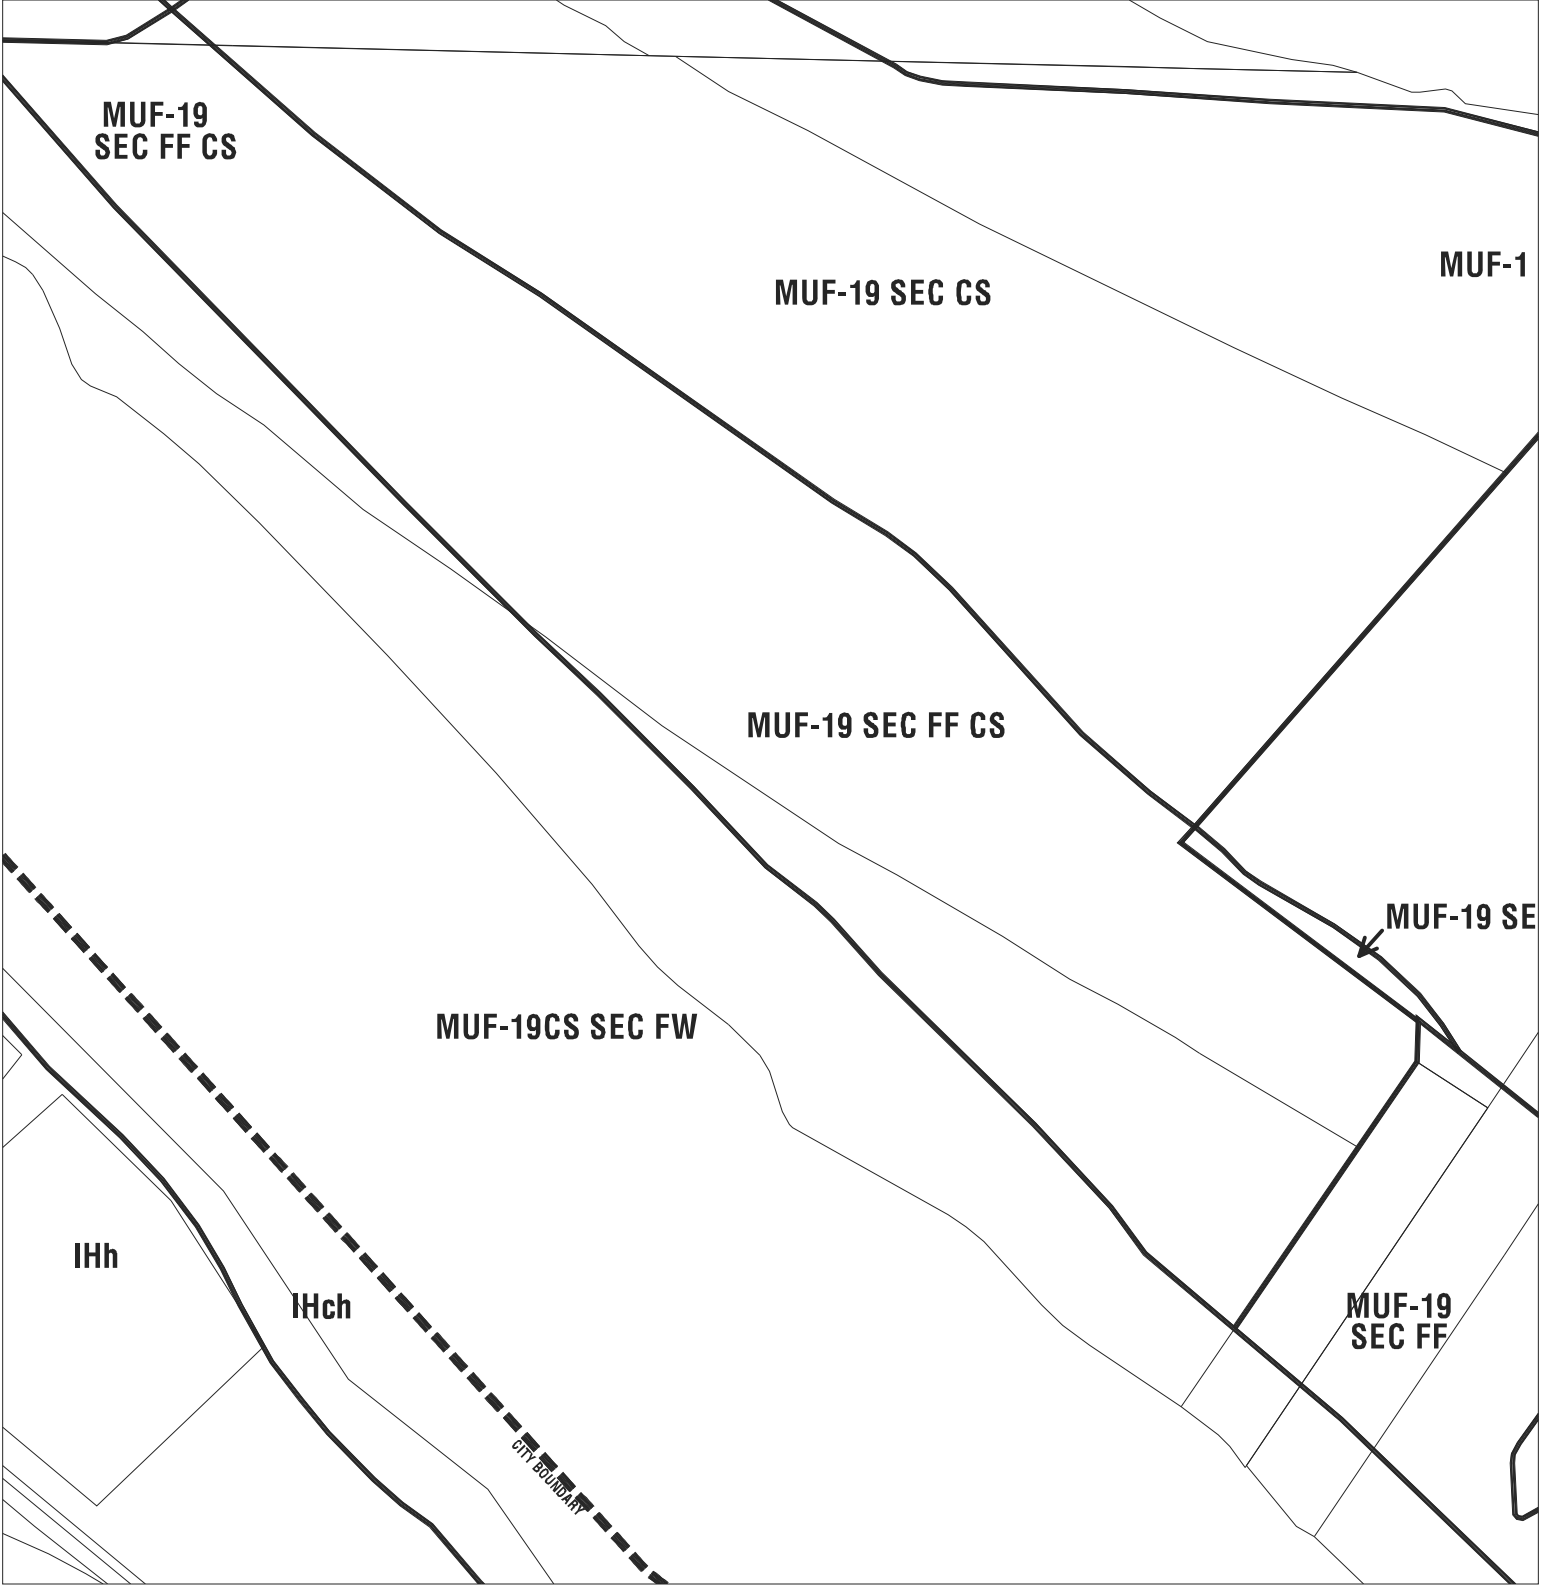 MUF-19
SEC FF CS
MUF-1
MUF-19 SEC CS
MUF-19 SEC FF CS
MUF-19 SE
MUF-19CS SEC FW
IHh
IHch
MUF-19
SEC FF
CITY BOUNDARY